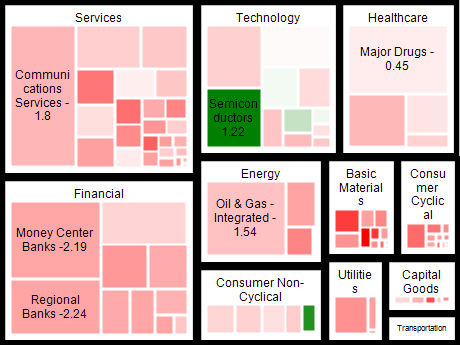 Services
Communi
cations
Services -
1.8
Technology
Semicon
ductors
1.22
Healthcare
Major Drugs -
0.45
Financial
Money Center
Banks -2.19
Regional
Banks -2.24
Energy
Oil & Gas -
Integrated -
1.54
Basic
Material
s
Consu
mer
Cyclic
al
Consumer Non-
Cyclical
Utilitie
s
Capital
Goods
Transportation